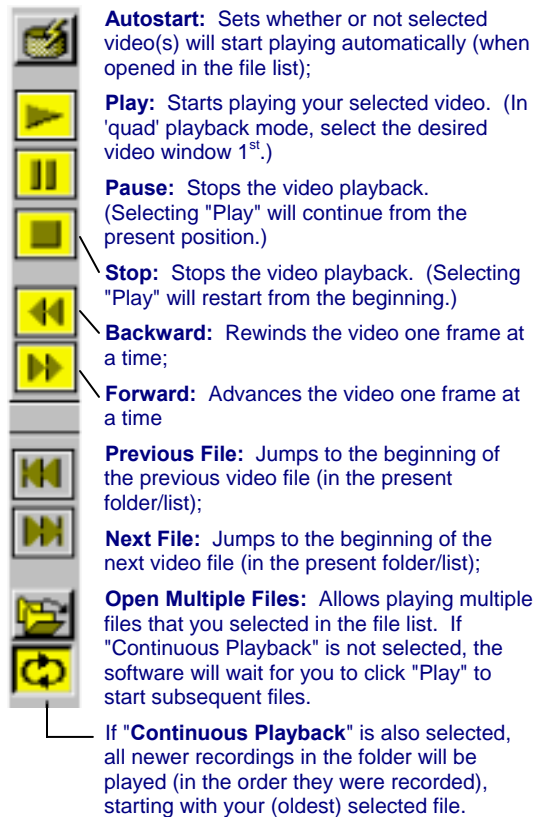 Autostart: Sets whether or not selected
video(s) will start playing automatically (when
opened in the file list);
Play: Starts playing your selected video. (In
'quad' playback mode, select the desired
video window 1st.)
Pause: Stops the video playback.
(Selecting "Play" will continue from the
present position.)
Stop: Stops the video playback. (Selecting
"Play" will restart from the beginning.)
Backward: Rewinds the video one frame at
a time;
Forward: Advances the video one frame at
a time
Previous File: Jumps to the beginning of
the previous video file (in the present
folder/list);
Next File: Jumps to the beginning of the
next video file (in the present folder/list);
Open Multiple Files: Allows playing multiple
files that you selected in the file list. If
"Continuous Playback" is not selected, the
software will wait for you to click "Play" to
start subsequent files.
If "Continuous Playback" is also selected,
all newer recordings in the folder will be
played (in the order they were recorded),
starting with your (oldest) selected file.